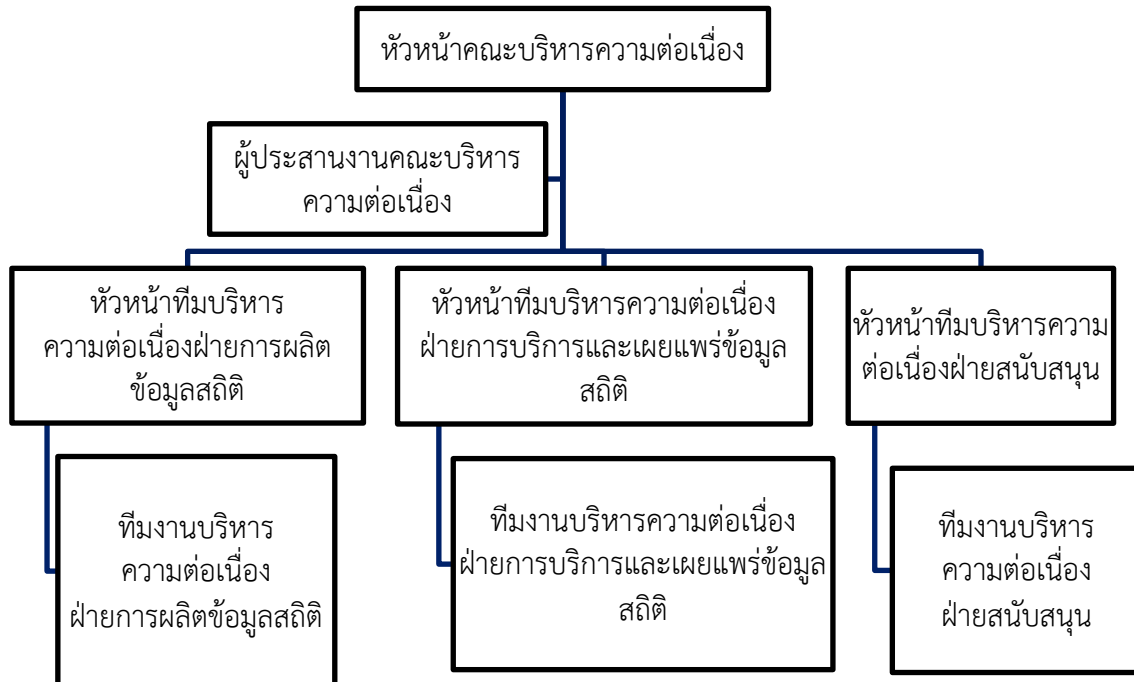 หัวหน้าคณะบริหารความต่อเนื่อง
ผู้ประสานงานคณะบริหาร
ความต่อเนื่อง
หัวหน้าทีมบริหาร
ความต่อเนื่องฝ่ายการผลิต
ข้อมูลสถิติ
หัวหน้าทีมบริหารความต่อเนื่อง
ฝ่ายการบริการและเผยแพร่ข้อมูล
สถิติ
หัวหน้าทีมบริหารความ
ต่อเนื่องฝ่ายสนับสนุน
ทีมงานบริหาร
ความต่อเนื่อง
ฝ่ายการผลิตข้อมูลสถิติ
ทีมงานบริหารความต่อเนื่อง
ฝ่ายการบริการและเผยแพร่ข้อมูล
สถิติ
ทีมงานบริหาร
ความต่อเนื่อง
ฝ่ายสนับสนุน